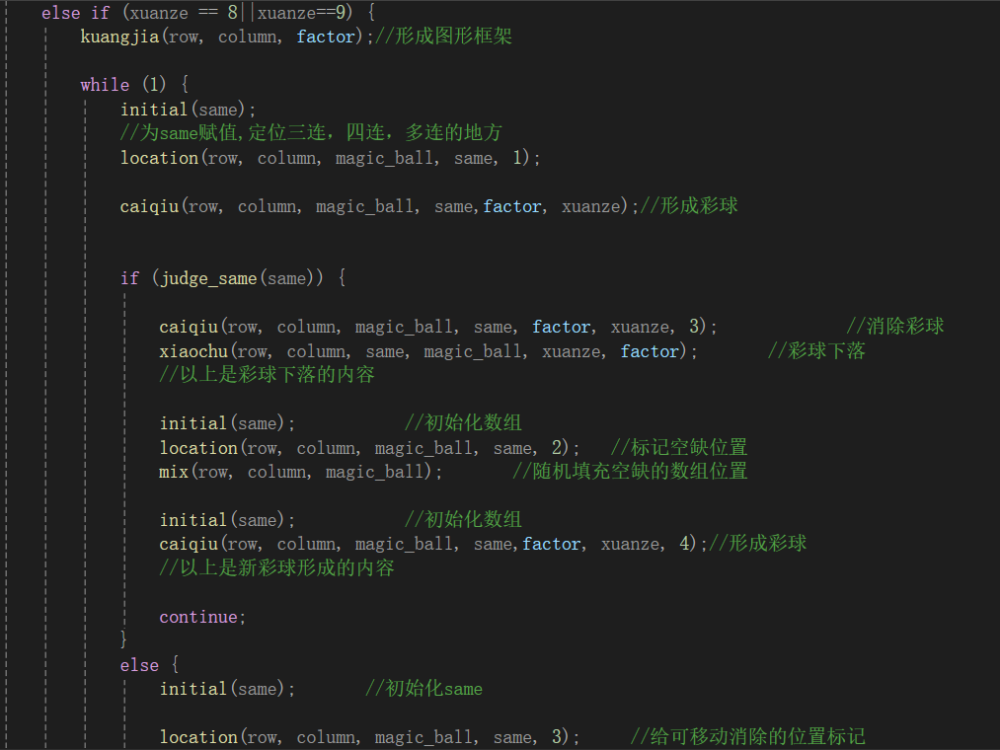 else if (xuanze == 8||xuanze==9) {
kuangjia(row, column, factor);//形成图形框架
while (1) {
initial(same);
//为same赋值,定位三连，四连，多连的地方
location(row, column, magic_ball, same, 1);
caiqiu(row, column, magic_ball, same,factor, xuanze);//形成彩球
if (judge_same(same)) {
caiqiu(row, column, magic_ball, same, factor, xuanze, 3); //消除彩球
xiaochu(row, column, same, magic_ball, xuanze, factor); //彩球下落
//以上是彩球下落的内容
initial(same); //初始化数组
location(row, column, magic_ball, same, 2); //标记空缺位置
mix(row, column, magic_ball); //随机填充空缺的数组位置
initial(same); //初始化数组
caiqiu(row, column, magic_ball, same,factor, xuanze, 4);//形成彩球
//以上是新彩球形成的内容
continue;
}
else {
initial(same); //初始化same
location(row, column, magic_ball, same, 3); //给可移动消除的位置标记